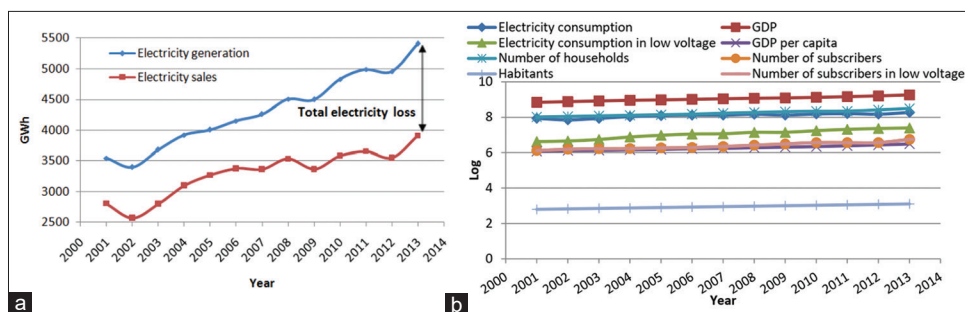 5500
5000
4500
4000
3500
3000
2500
GWh
Electricity generation
Electricity sales
Total electricity loss
2000 2001 2002 2003 2004 2005 2006 2007 2008 2009 2010 2011 2012 2013 2014
Year
a
Electricity consumption
GDP
Electricity consumption in low voltage
GDP per capita
Number of households
Number of subscribers
Habitants
Number of subscribers in low voltage
10
8
6
4
2
0
Log
2000 2001 2002 2003 2004 2005 2006 2007 2008 2009 2010 2011 2012 2013 2014
Year
b